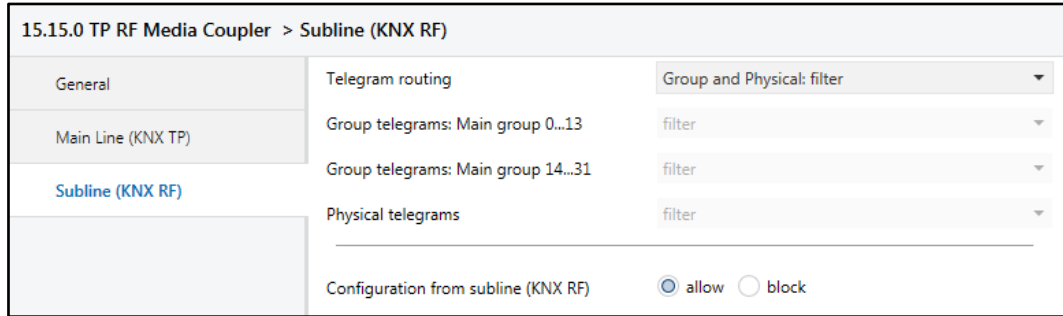 15.15.0 TP RF Media Coupler > Subline (KNX RF)
General
Main Line (KNX TP)
Subline (KNX RF)
Telegram routing Group and Physical: filter
Group telegrams: Main group 0...13 filter
Group telegrams: Main group 14...31 filter
Physical telegrams filter
Configuration from subline (KNX RF) allow block